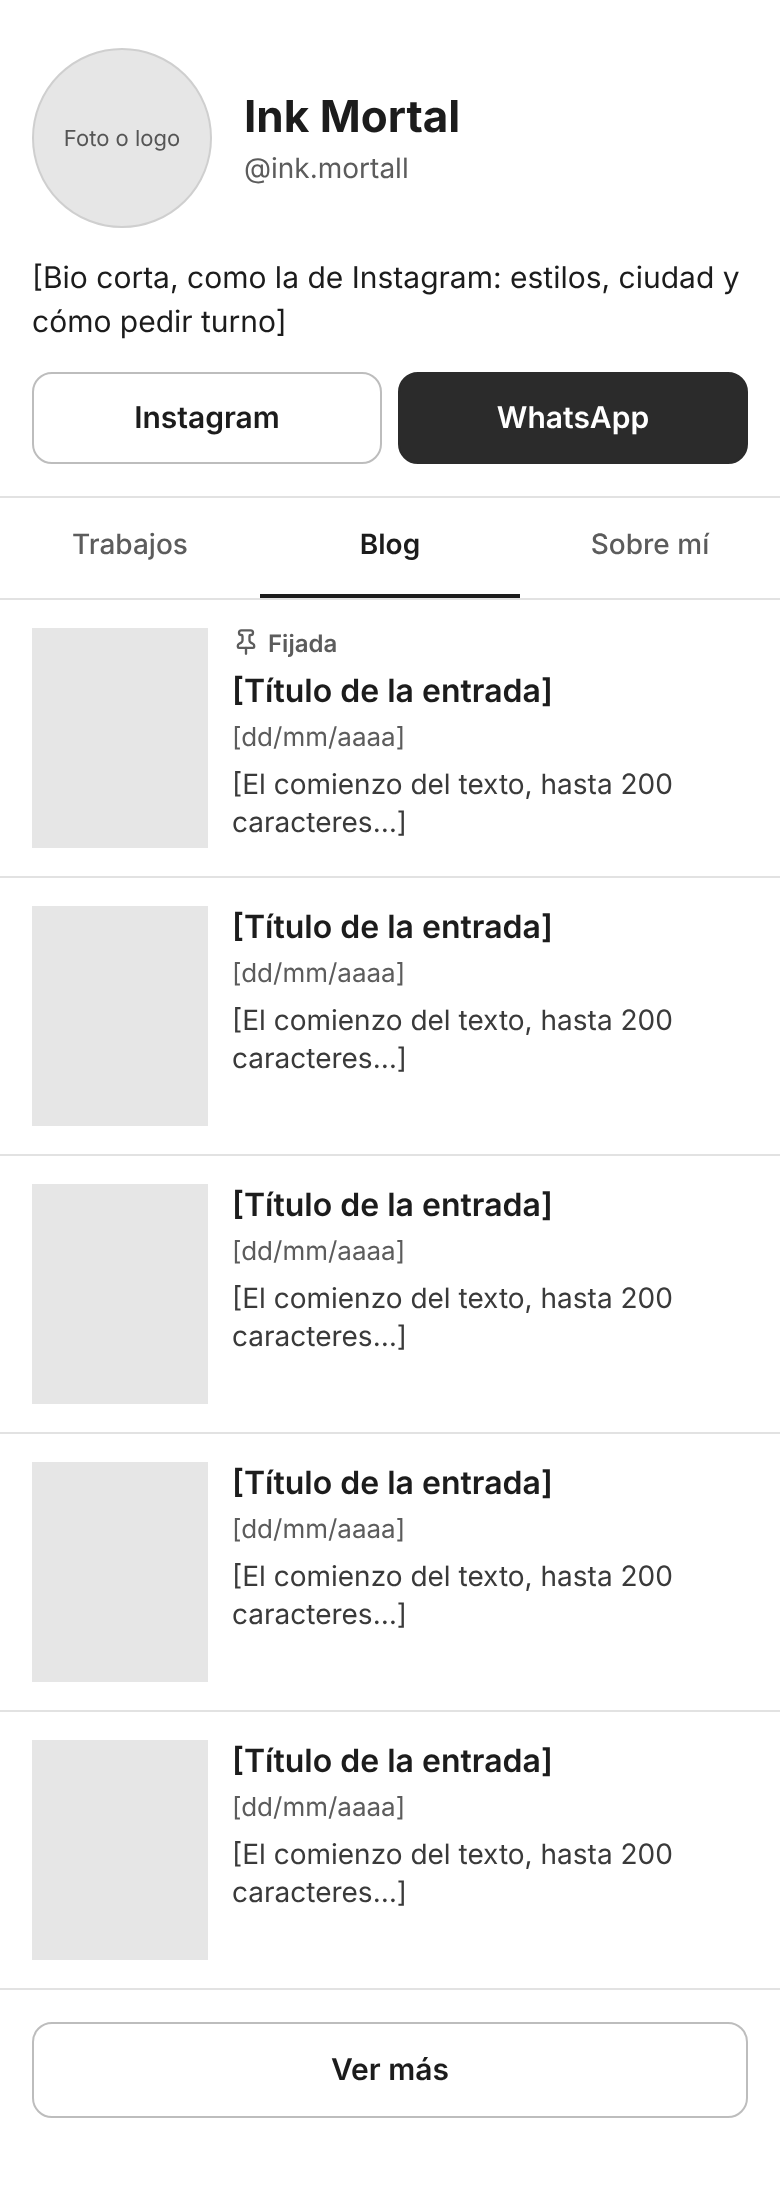 Foto o logo
Ink Mortal
@ink.mortall
[Bio corta, como la de Instagram: estilos, ciudad y
cómo pedir turno]
Instagram
WhatsApp
Trabajos
Blog
Sobre mí
Fijada
[Título de la entrada]
[dd/mm/aaaa]
[El comienzo del texto, hasta 200
caracteres...]
[Título de la entrada]
[dd/mm/aaaa]
[El comienzo del texto, hasta 200
caracteres...]
[Título de la entrada]
[dd/mm/aaaa]
[El comienzo del texto, hasta 200
caracteres...]
[Título de la entrada]
[dd/mm/aaaa]
[El comienzo del texto, hasta 200
caracteres...]
[Título de la entrada]
[dd/mm/aaaa]
[El comienzo del texto, hasta 200
caracteres...]
Ver más